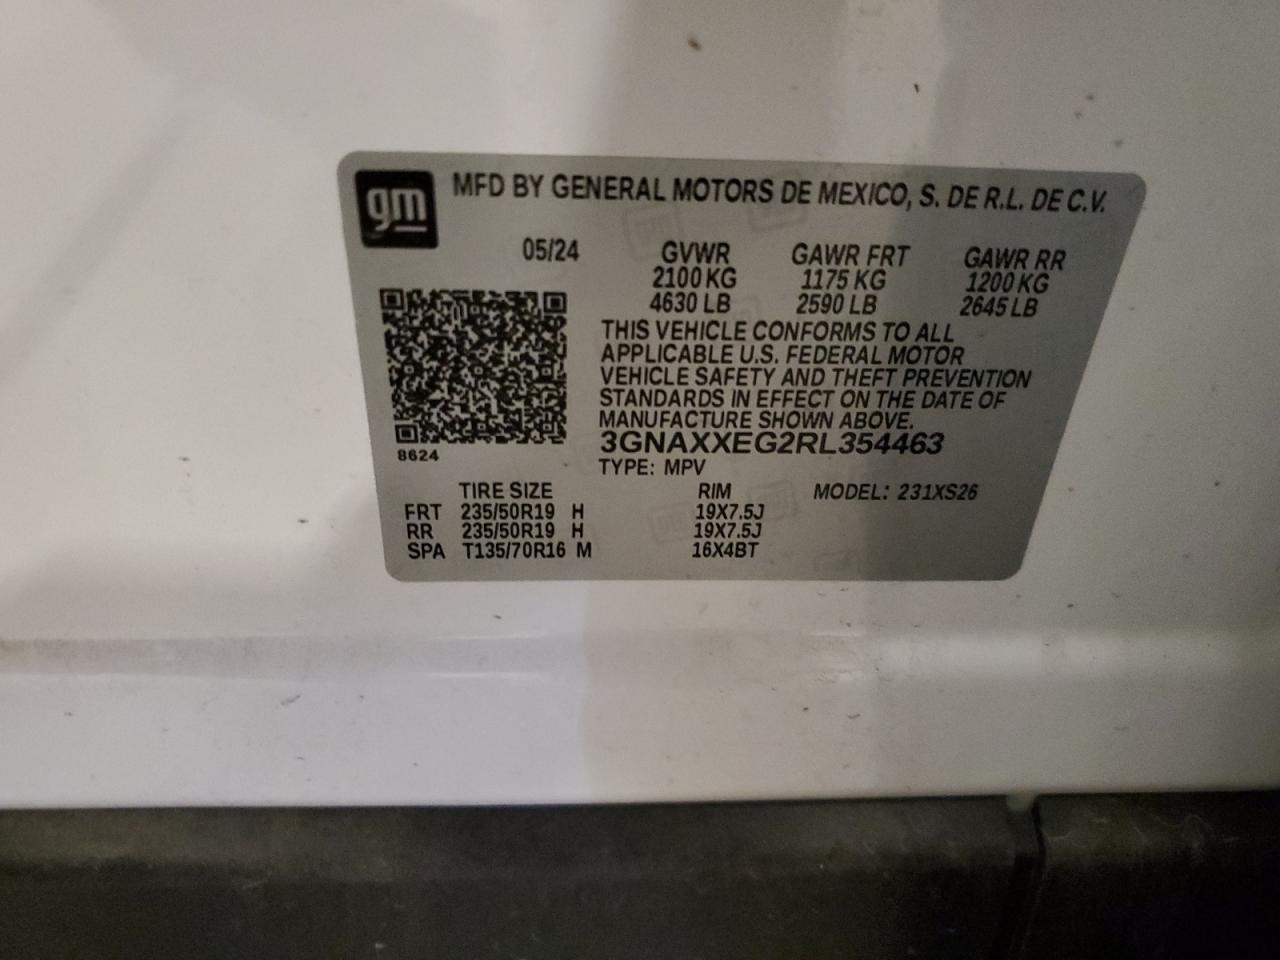 gm
MFD BY GENERAL MOTORS DE MEXICO, S. DE R.L. DE C.V.
05/24 GVWR GAWR FRT GAWR RR
2100 KG 1175 KG 1200 KG
4630 LB 2590 LB 2645 LB
THIS VEHICLE CONFORMS TO ALL
APPLICABLE U.S. FEDERAL MOTOR
VEHICLE SAFETY AND THEFT PREVENTION
STANDARDS IN EFFECT ON THE DATE OF
MANUFACTURE SHOWN ABOVE.
3GNAXXEG2RL354463
8624
TYPE: MPV
TIRE SIZE RIM MODEL: 231XS26
FRT 235/50R19 H 19X7.5J
RR 235/50R19 H 19X7.5J
SPA T135/70R16 M 16X4BT